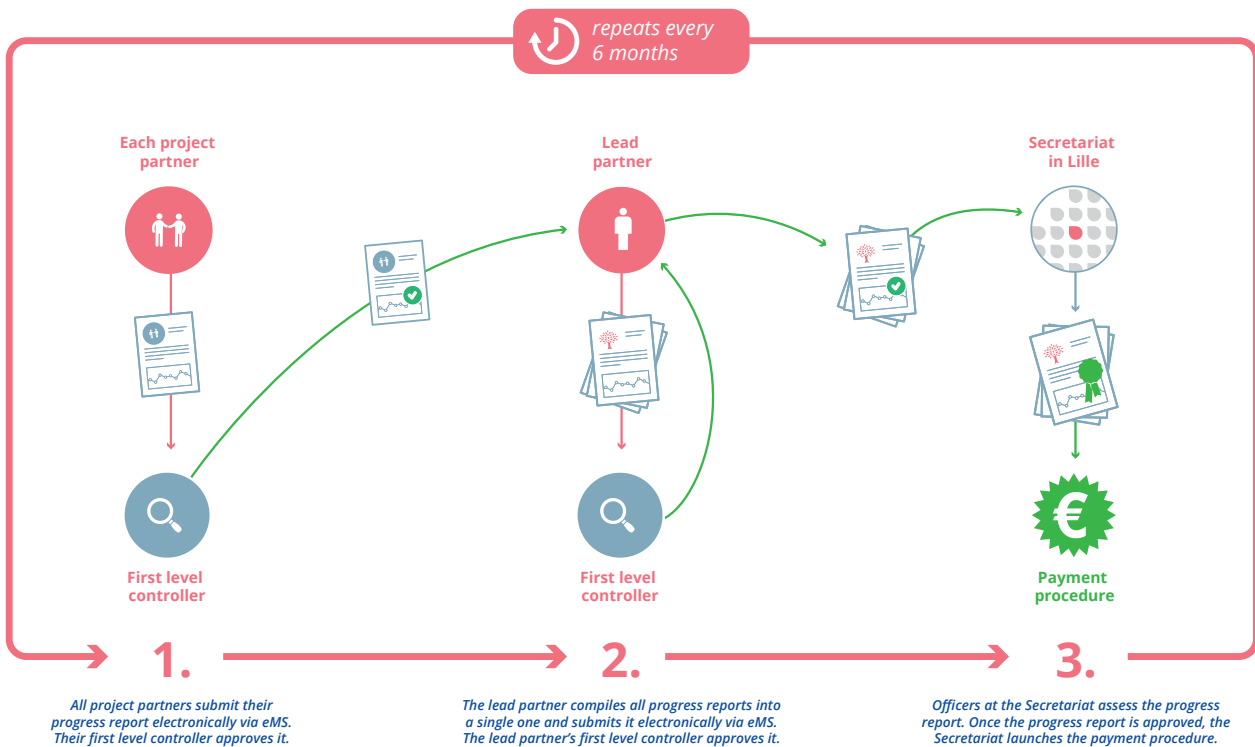 repeats every
6 months
Each project
partner
Lead
partner
Secretariat
in Lille
€
First level
controller
First level
controller
Payment
procedure
1.
2.
3.
All project partners submit their
progress report electronically via eMS.
Their first level controller approves it.
The lead partner compiles all progress reports into
a single one and submits it electronically via eMS.
The lead partner's first level controller approves it.
Officers at the Secretariat assess the progress
report. Once the progress report is approved, the
Secretariat launches the payment procedure.